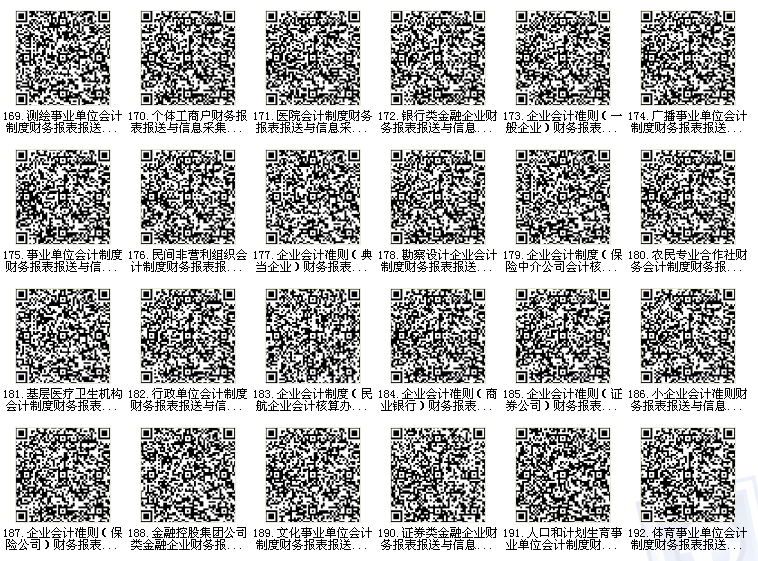 169. 测绘事业单位会计
制度财务报表报送...
170. 个体工商户财务报
表报送与信息采集...
171. 医院会计制度财务
报表报送与信息采...
172. 银行类金融企业财
务报表报送与信息...
173. 企业会计准则（一
般企业）财务报表...
174. 广播事业单位会计
制度财务报表报送...
175. 事业单位会计制度
财务报表报送与信...
176. 民间非营利组织会
计制度财务报表报...
177. 企业会计准则（典
当企业）财务报表...
178. 勘察设计企业会计
制度财务报表报送...
179. 企业会计制度（保
险中介公司会计核...
180. 农民专业合作社财
务会计制度财务报...
181. 基层医疗卫生机构
会计制度财务报表...
182. 行政单位会计制度
财务报表报送与信...
183. 企业会计制度（民
航企业会计核算办...
184. 企业会计准则（商
业银行）财务报表...
185. 企业会计准则（证
券公司）财务报表...
186. 小企业会计准则财
务报表报送与信息...
187. 企业会计准则（保
险公司）财务报表...
188. 金融控股集团公司
类金融企业财务报...
189. 文化事业单位会计
制度财务报表报送...
190. 证券类金融企业财
务报表报送与信息...
191. 人口和计划生育事
业单位会计制度财...
192. 体育事业单位会计
制度财务报表报送...